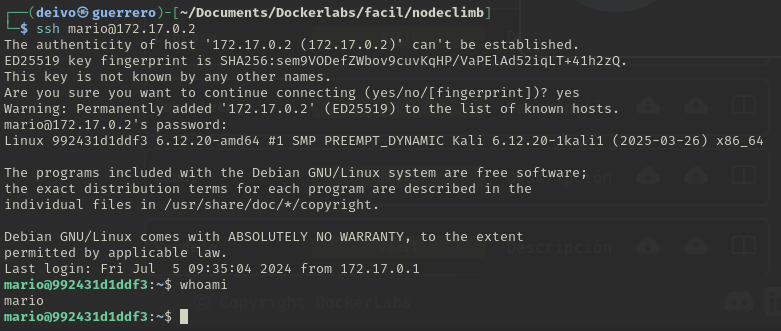 ┌──(deivo㉿guerrero)-[~/Documents/Dockerlabs/facil/nodeclimb]
└─$ ssh mario@172.17.0.2
The authenticity of host '172.17.0.2 (172.17.0.2)' can't be established.
ED25519 key fingerprint is SHA256:sem9VODefZWbov9cuvKqHP/VaPElAd52iqLT+41h2zQ.
This key is not known by any other names.
Are you sure you want to continue connecting (yes/no/[fingerprint])? yes
Warning: Permanently added '172.17.0.2' (ED25519) to the list of known hosts.
mario@172.17.0.2's password:
Linux 992431d1ddf3 6.12.20-amd64 #1 SMP PREEMPT_DYNAMIC Kali 6.12.20-1kali1 (2025-03-26) x86_64
The programs included with the Debian GNU/Linux system are free software;
the exact distribution terms for each program are described in the
Descripción
individual files in /usr/share/doc/*/copyright.
Debian GNU/Linux comes with ABSOLUTELY NO WARRANTY, to the extent
Descripción
permitted by applicable law.
Last login: Fri Jul  5 09:35:04 2024 from 172.17.0.1
mario@992431d1ddf3:~$ whoami
mario
© Copyright DockerLabs
mario@992431d1ddf3:~$